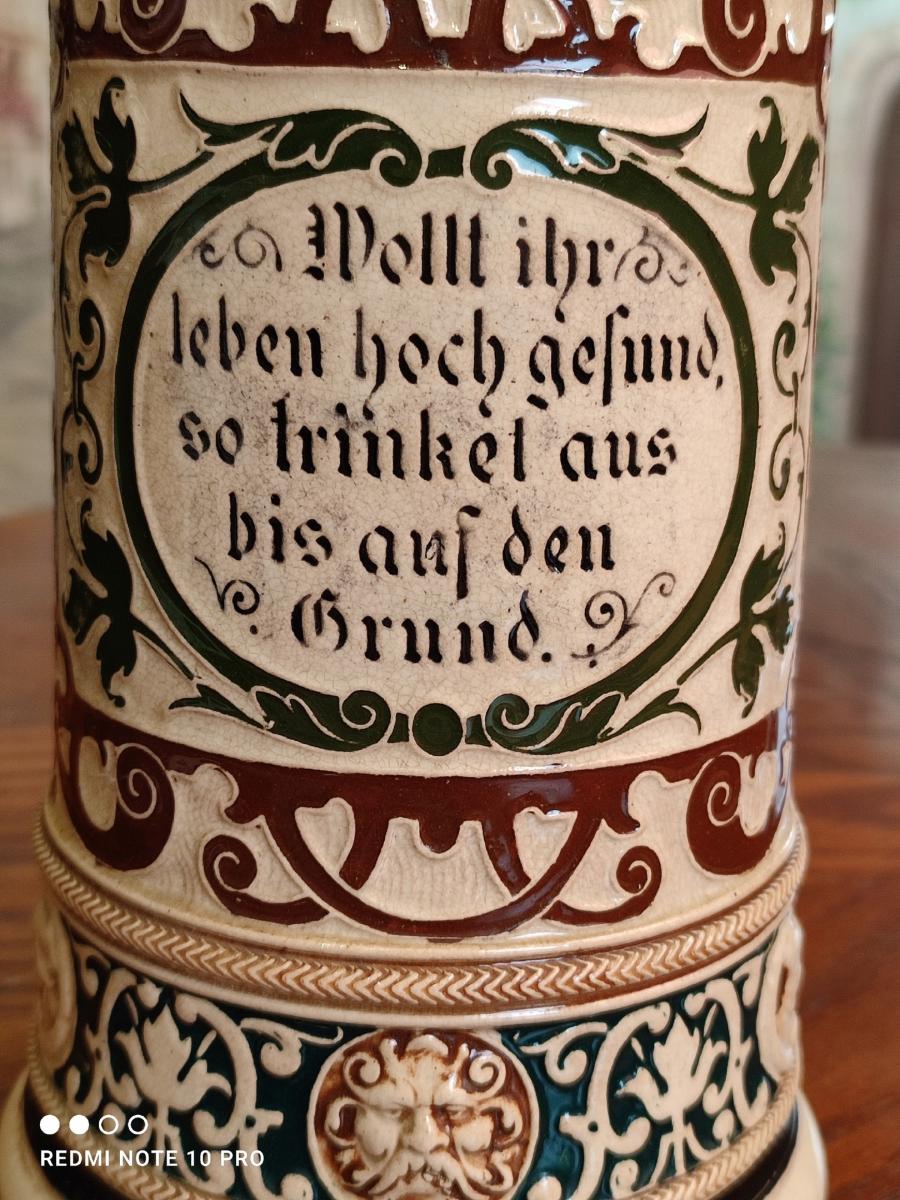 Wollt ihr
leben hoch geſund,
so trinket aus
bis auf den
Grund.
REDMI NOTE 10 PRO